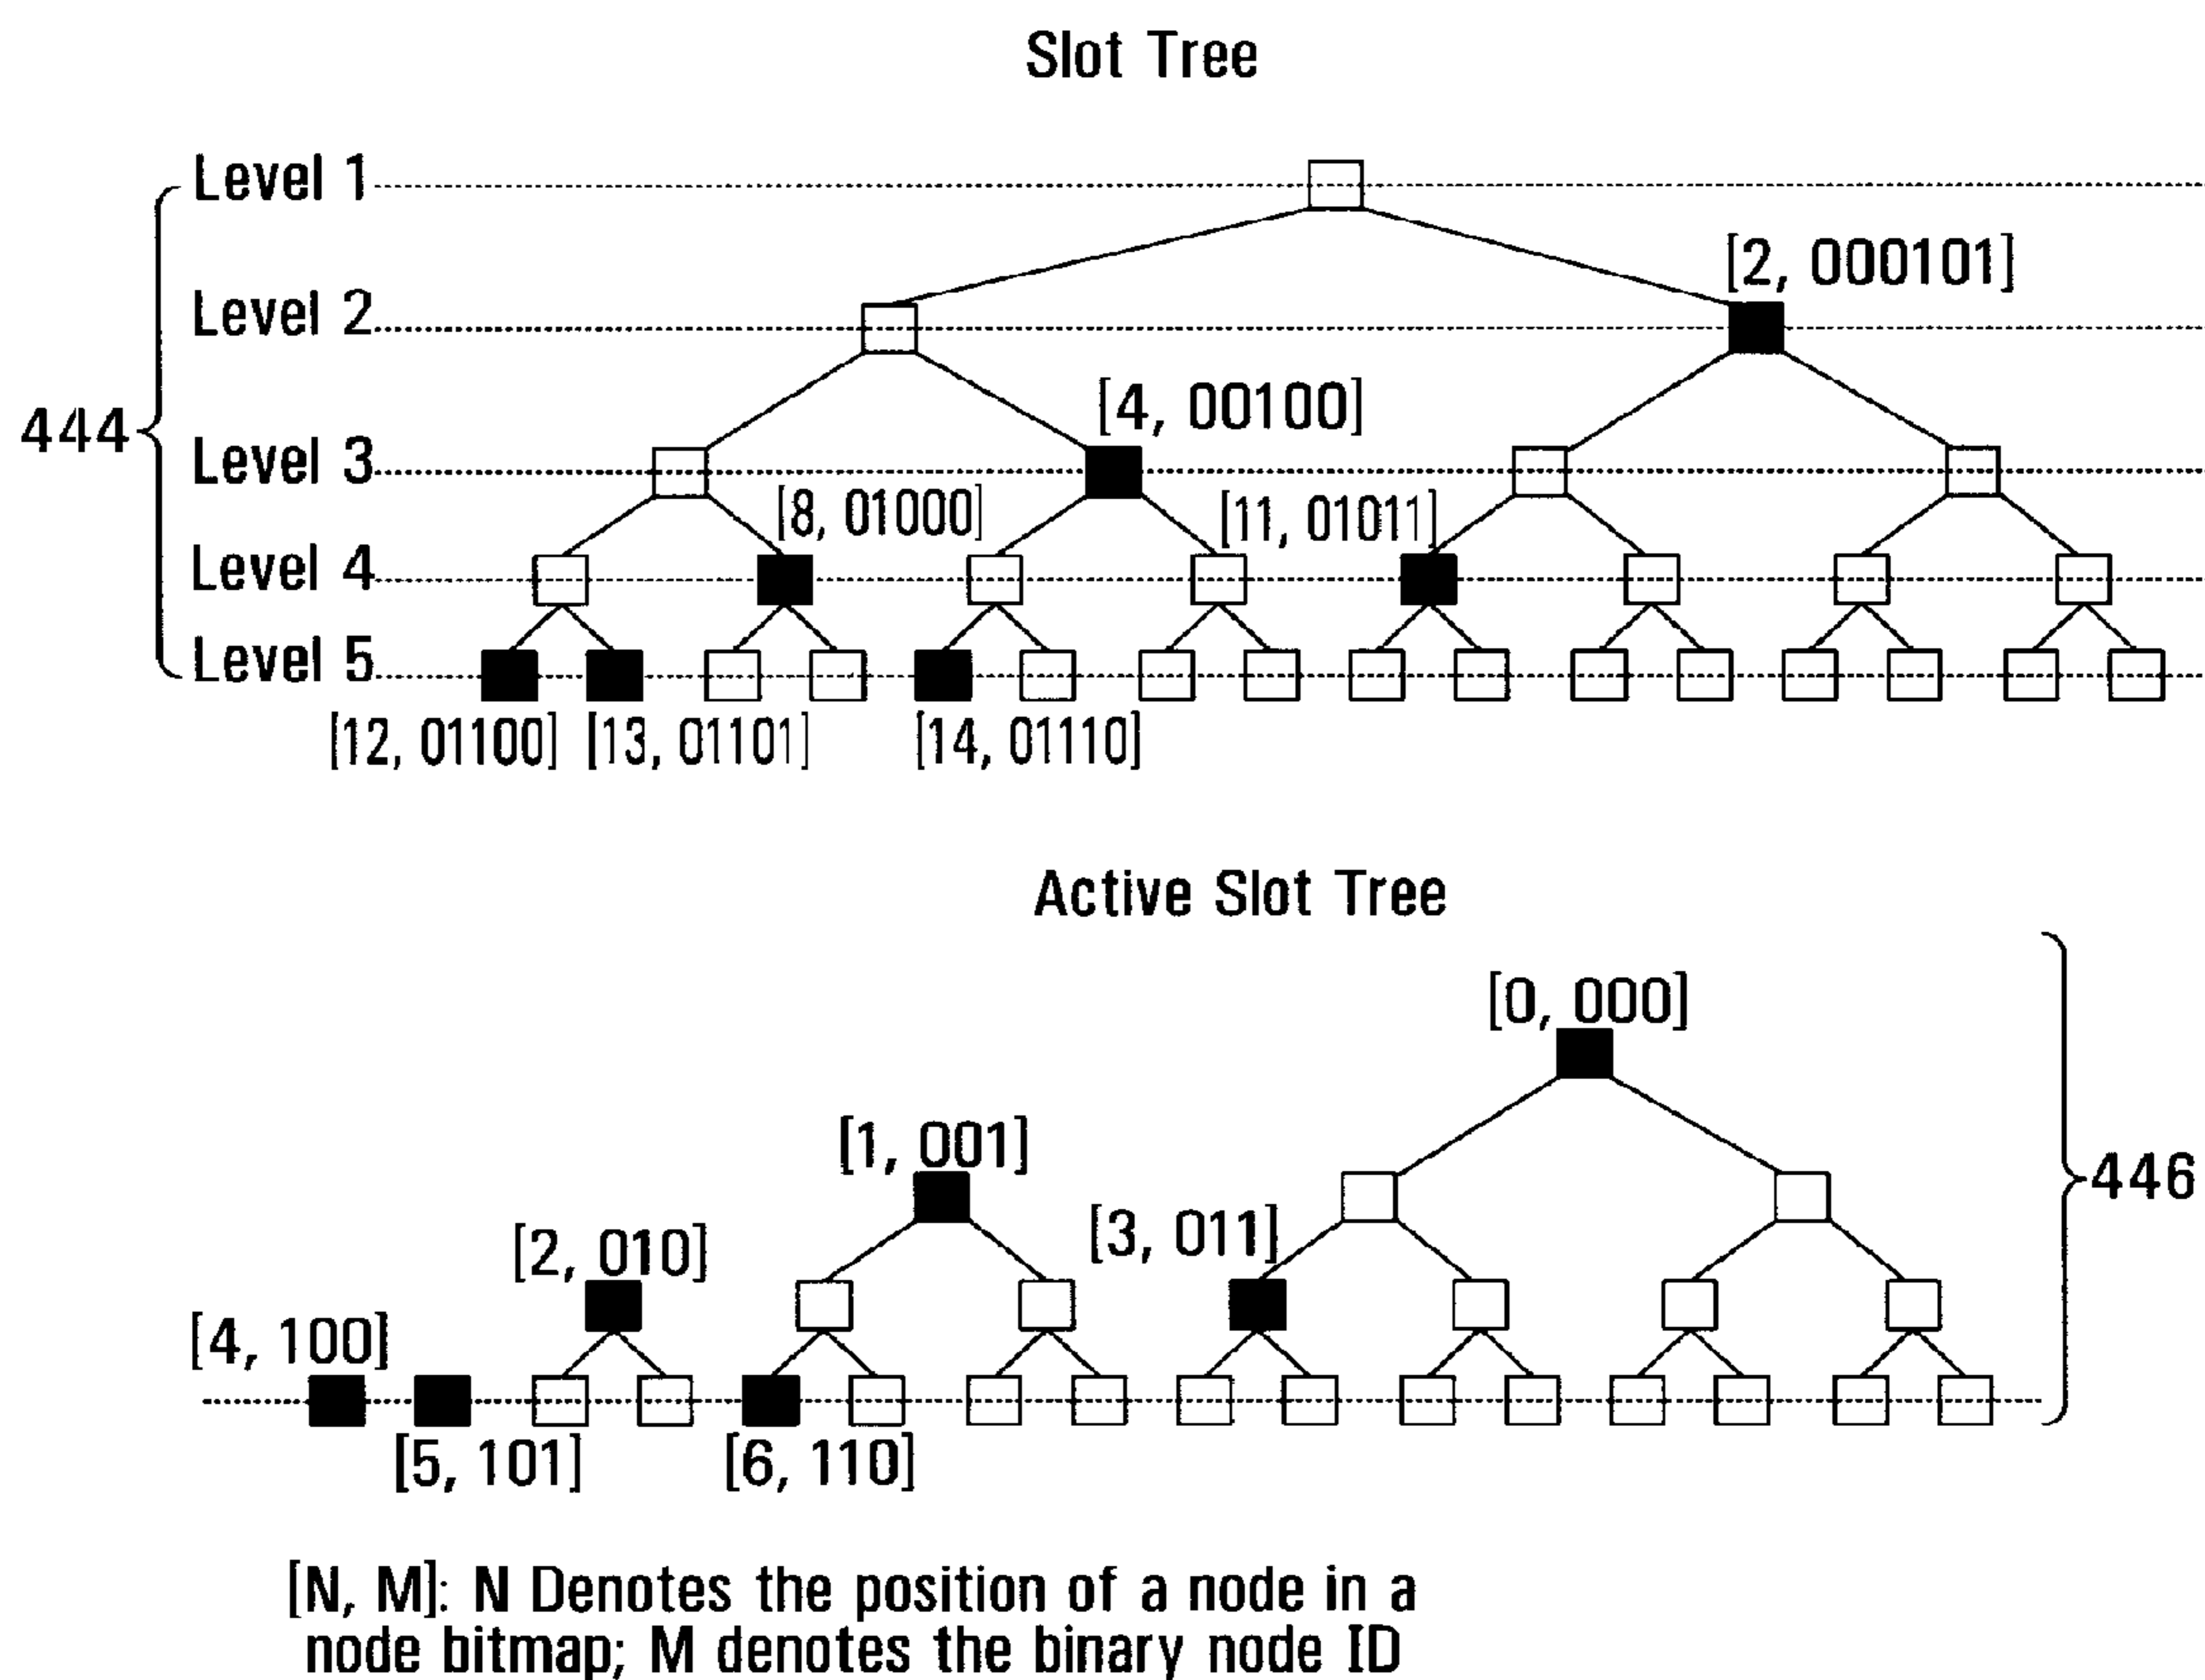 Slot Tree
Level 1
[2, 000101]
Level 2
[4, 00100]
444
Level 3
[8, 01000]
[11, 01011]
Level 4
Level 5
[12, 01100] [13, 01101] [14, 01110]
Active Slot Tree
[0, 000]
[1, 001]
446
[3, 011]
[2, 010]
[4, 100]
[5, 101] [6, 110]
[N, M]: N Denotes the position of a node in a
node bitmap; M denotes the binary node ID